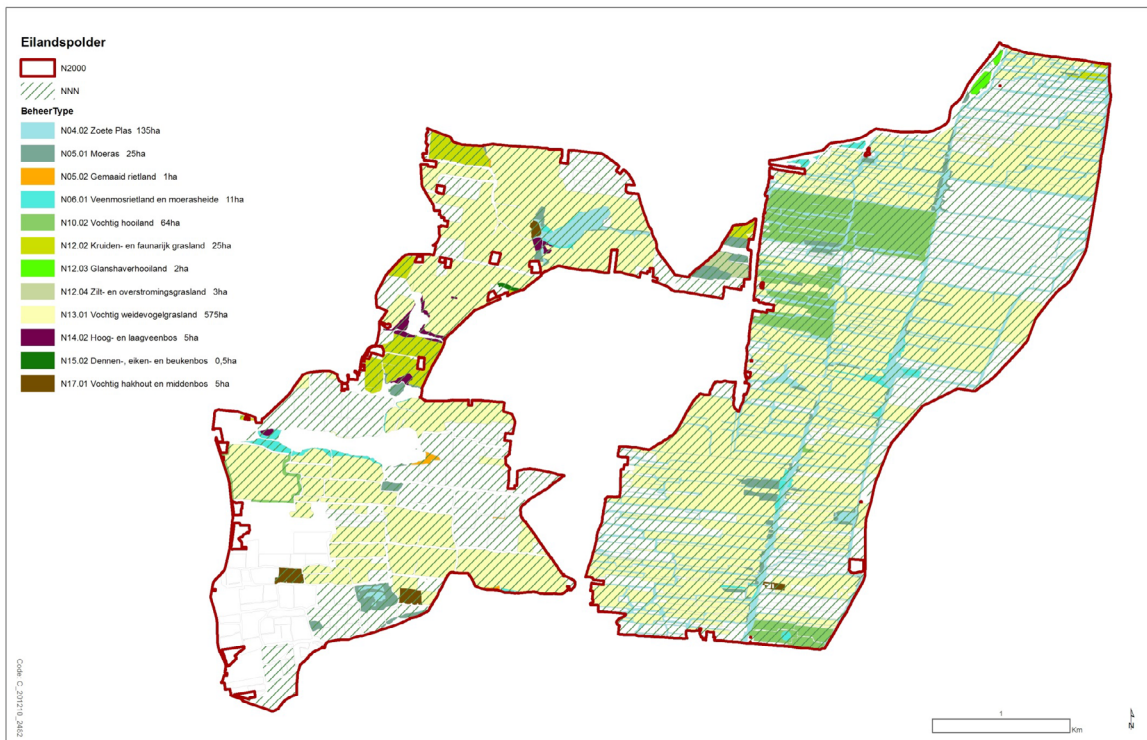 Eilandspolder
N2000
NNN
BeheerType
N04.02 Zoete Plas 135ha
N05.01 Moeras 25ha
N05.02 Gemaaid rietland 1ha
N06.01 Veenmosrietland en moerasheide 11ha
N10.02 Vochtig hooiland 64ha
N12.02 Kruiden- en faunarijk grasland 25ha
N12.03 Glanshaverhooiland 2ha
N12.04 Zilt- en overstromingsgrasland 3ha
N13.01 Vochtig weidevogelgrasland 575ha
N14.02 Hoog- en laagveenbos 5ha
N15.02 Dennen-, eiken- en beukenbos 0,5ha
N17.01 Vochtig hakhout en middenbos 5ha
Code: C_201210_2462
1
Km
N